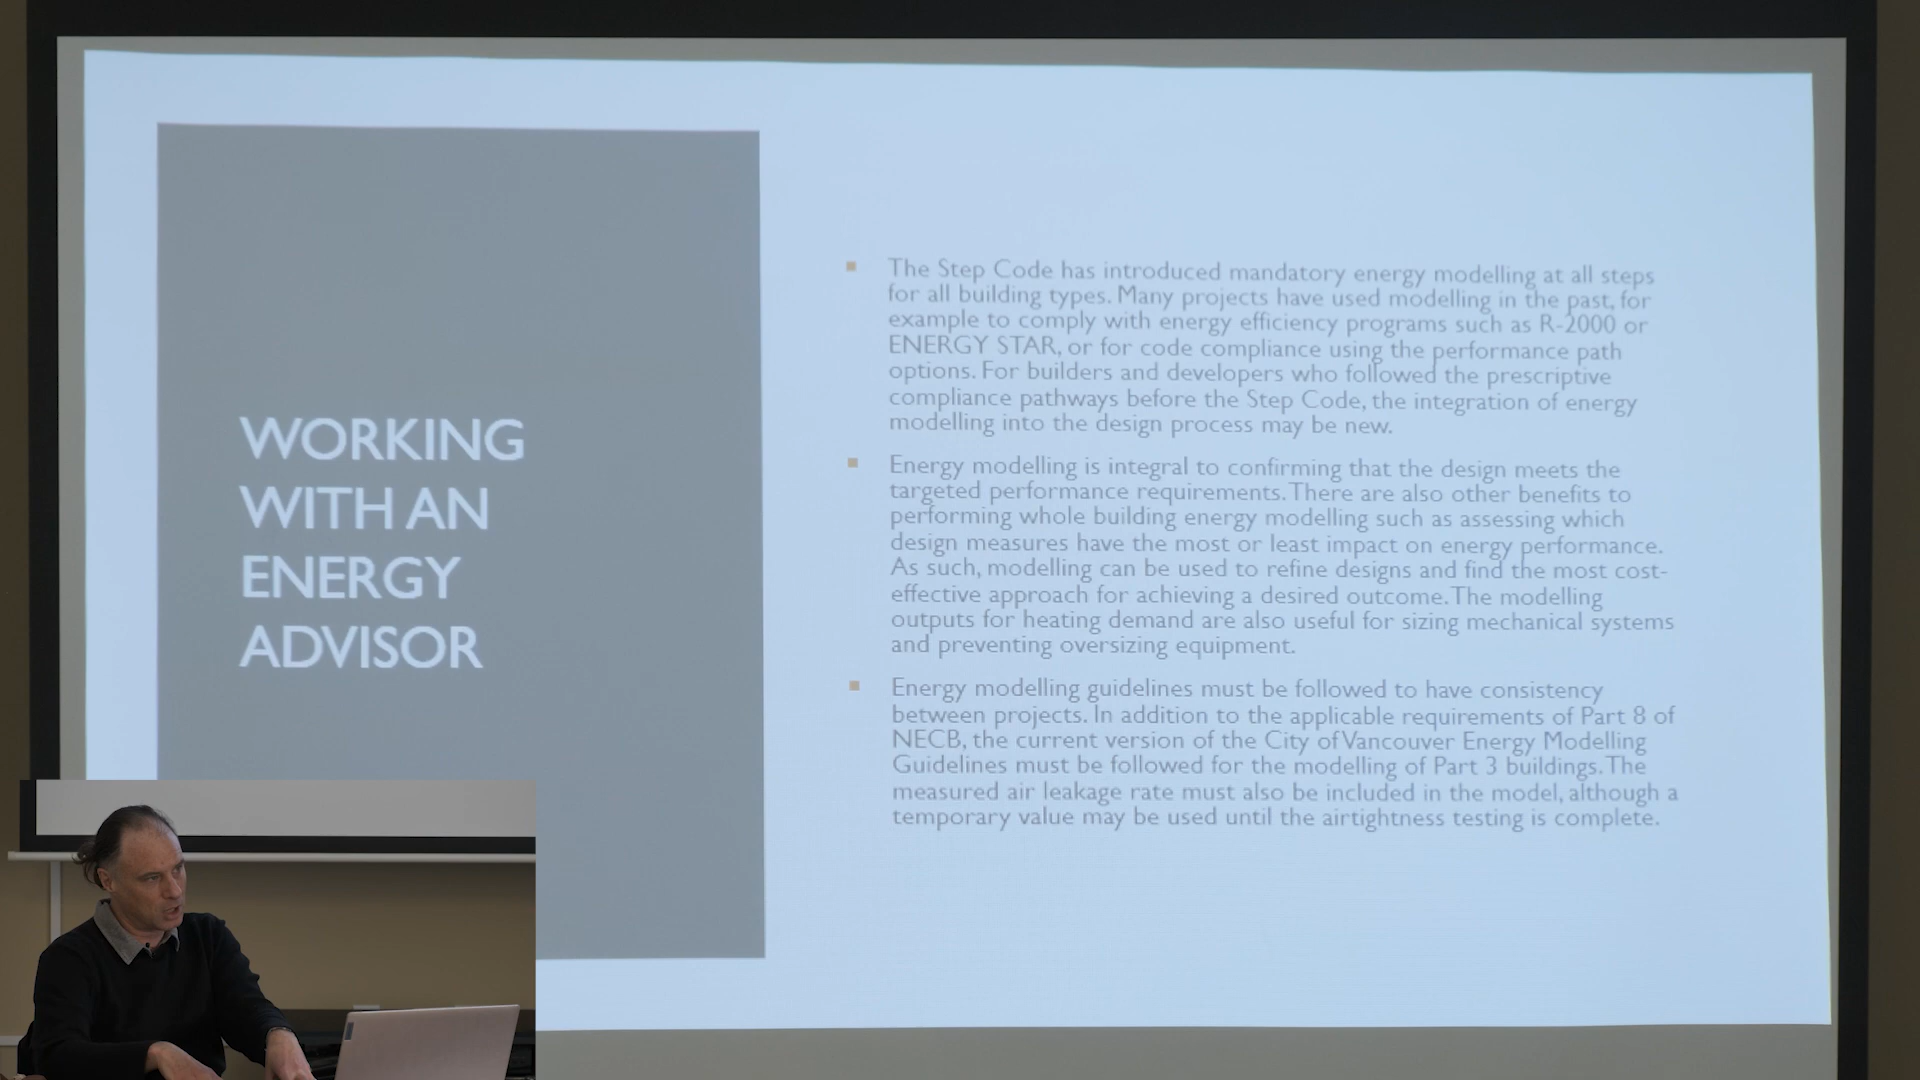 WORKING
WITH AN
ENERGY
ADVISOR
The Step Code has introduced mandatory energy modelling at all steps
for all building types. Many projects have used modelling in the past, for
example to comply with energy efficiency programs such as R-2000 or
ENERGY STAR, or for code compliance using the performance path
options. For builders and developers who followed the prescriptive
compliance pathways before the Step Code, the integration of energy
modelling into the design process may be new.
Energy modelling is integral to confirming that the design meets the
targeted performance requirements. There are also other benefits to
performing whole building energy modelling such as assessing which
design measures have the most or least impact on energy performance.
As such, modelling can be used to refine designs and find the most cost-
effective approach for achieving a desired outcome. The modelling
outputs for heating demand are also useful for sizing mechanical systems
and preventing oversizing equipment.
Energy modelling guidelines must be followed to have consistency
between projects. In addition to the applicable requirements of Part 8 of
NECB, the current version of the City of Vancouver Energy Modelling
Guidelines must be followed for the modelling of Part 3 buildings. The
measured air leakage rate must also be included in the model, although a
temporary value may be used until the airtightness testing is complete.